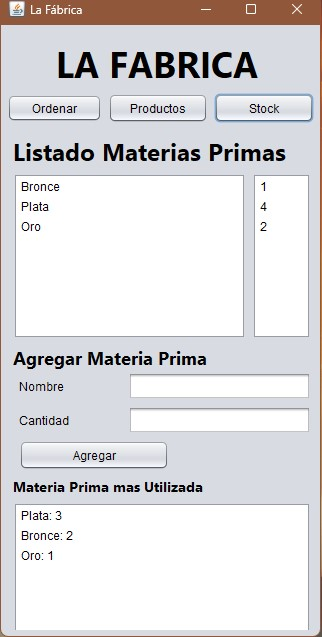 La Fábrica
LA FABRICA
Ordenar Productos Stock
Listado Materias Primas
Bronce 1
Plata 4
Oro 2
Agregar Materia Prima
Nombre
Cantidad
Agregar
Materia Prima mas Utilizada
Plata: 3
Bronce: 2
Oro: 1